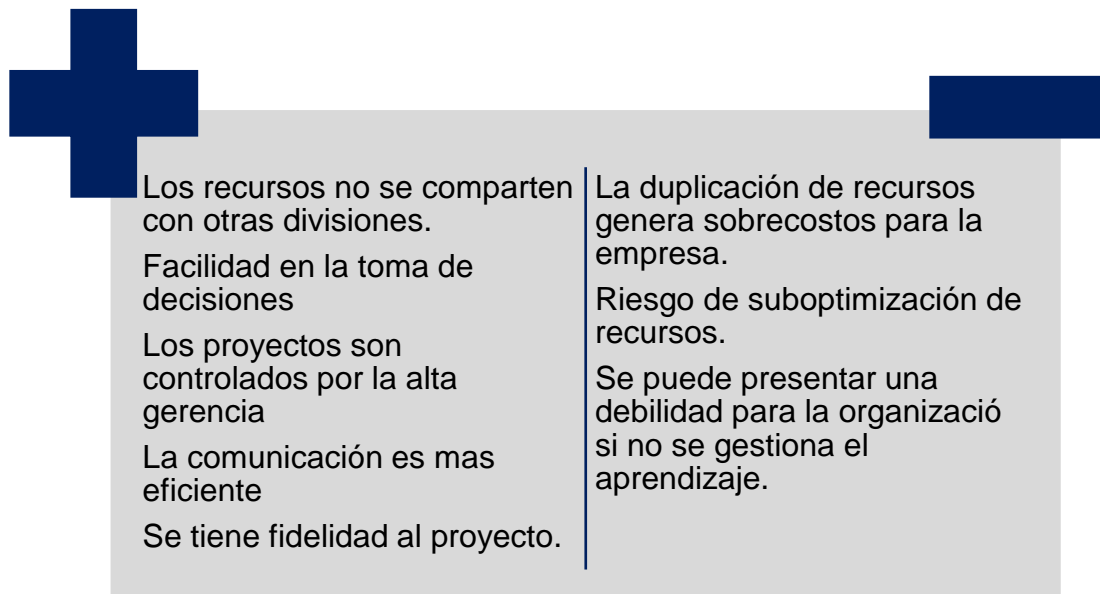 Los recursos no se comparten
con otras divisiones.
Facilidad en la toma de
decisiones
Los proyectos son
controlados por la alta
gerencia
La comunicación es mas
eficiente
Se tiene fidelidad al proyecto.
La duplicación de recursos
genera sobrecostos para la
empresa.
Riesgo de suboptimización de
recursos.
Se puede presentar una
debilidad para la organizació
si no se gestiona el
aprendizaje.